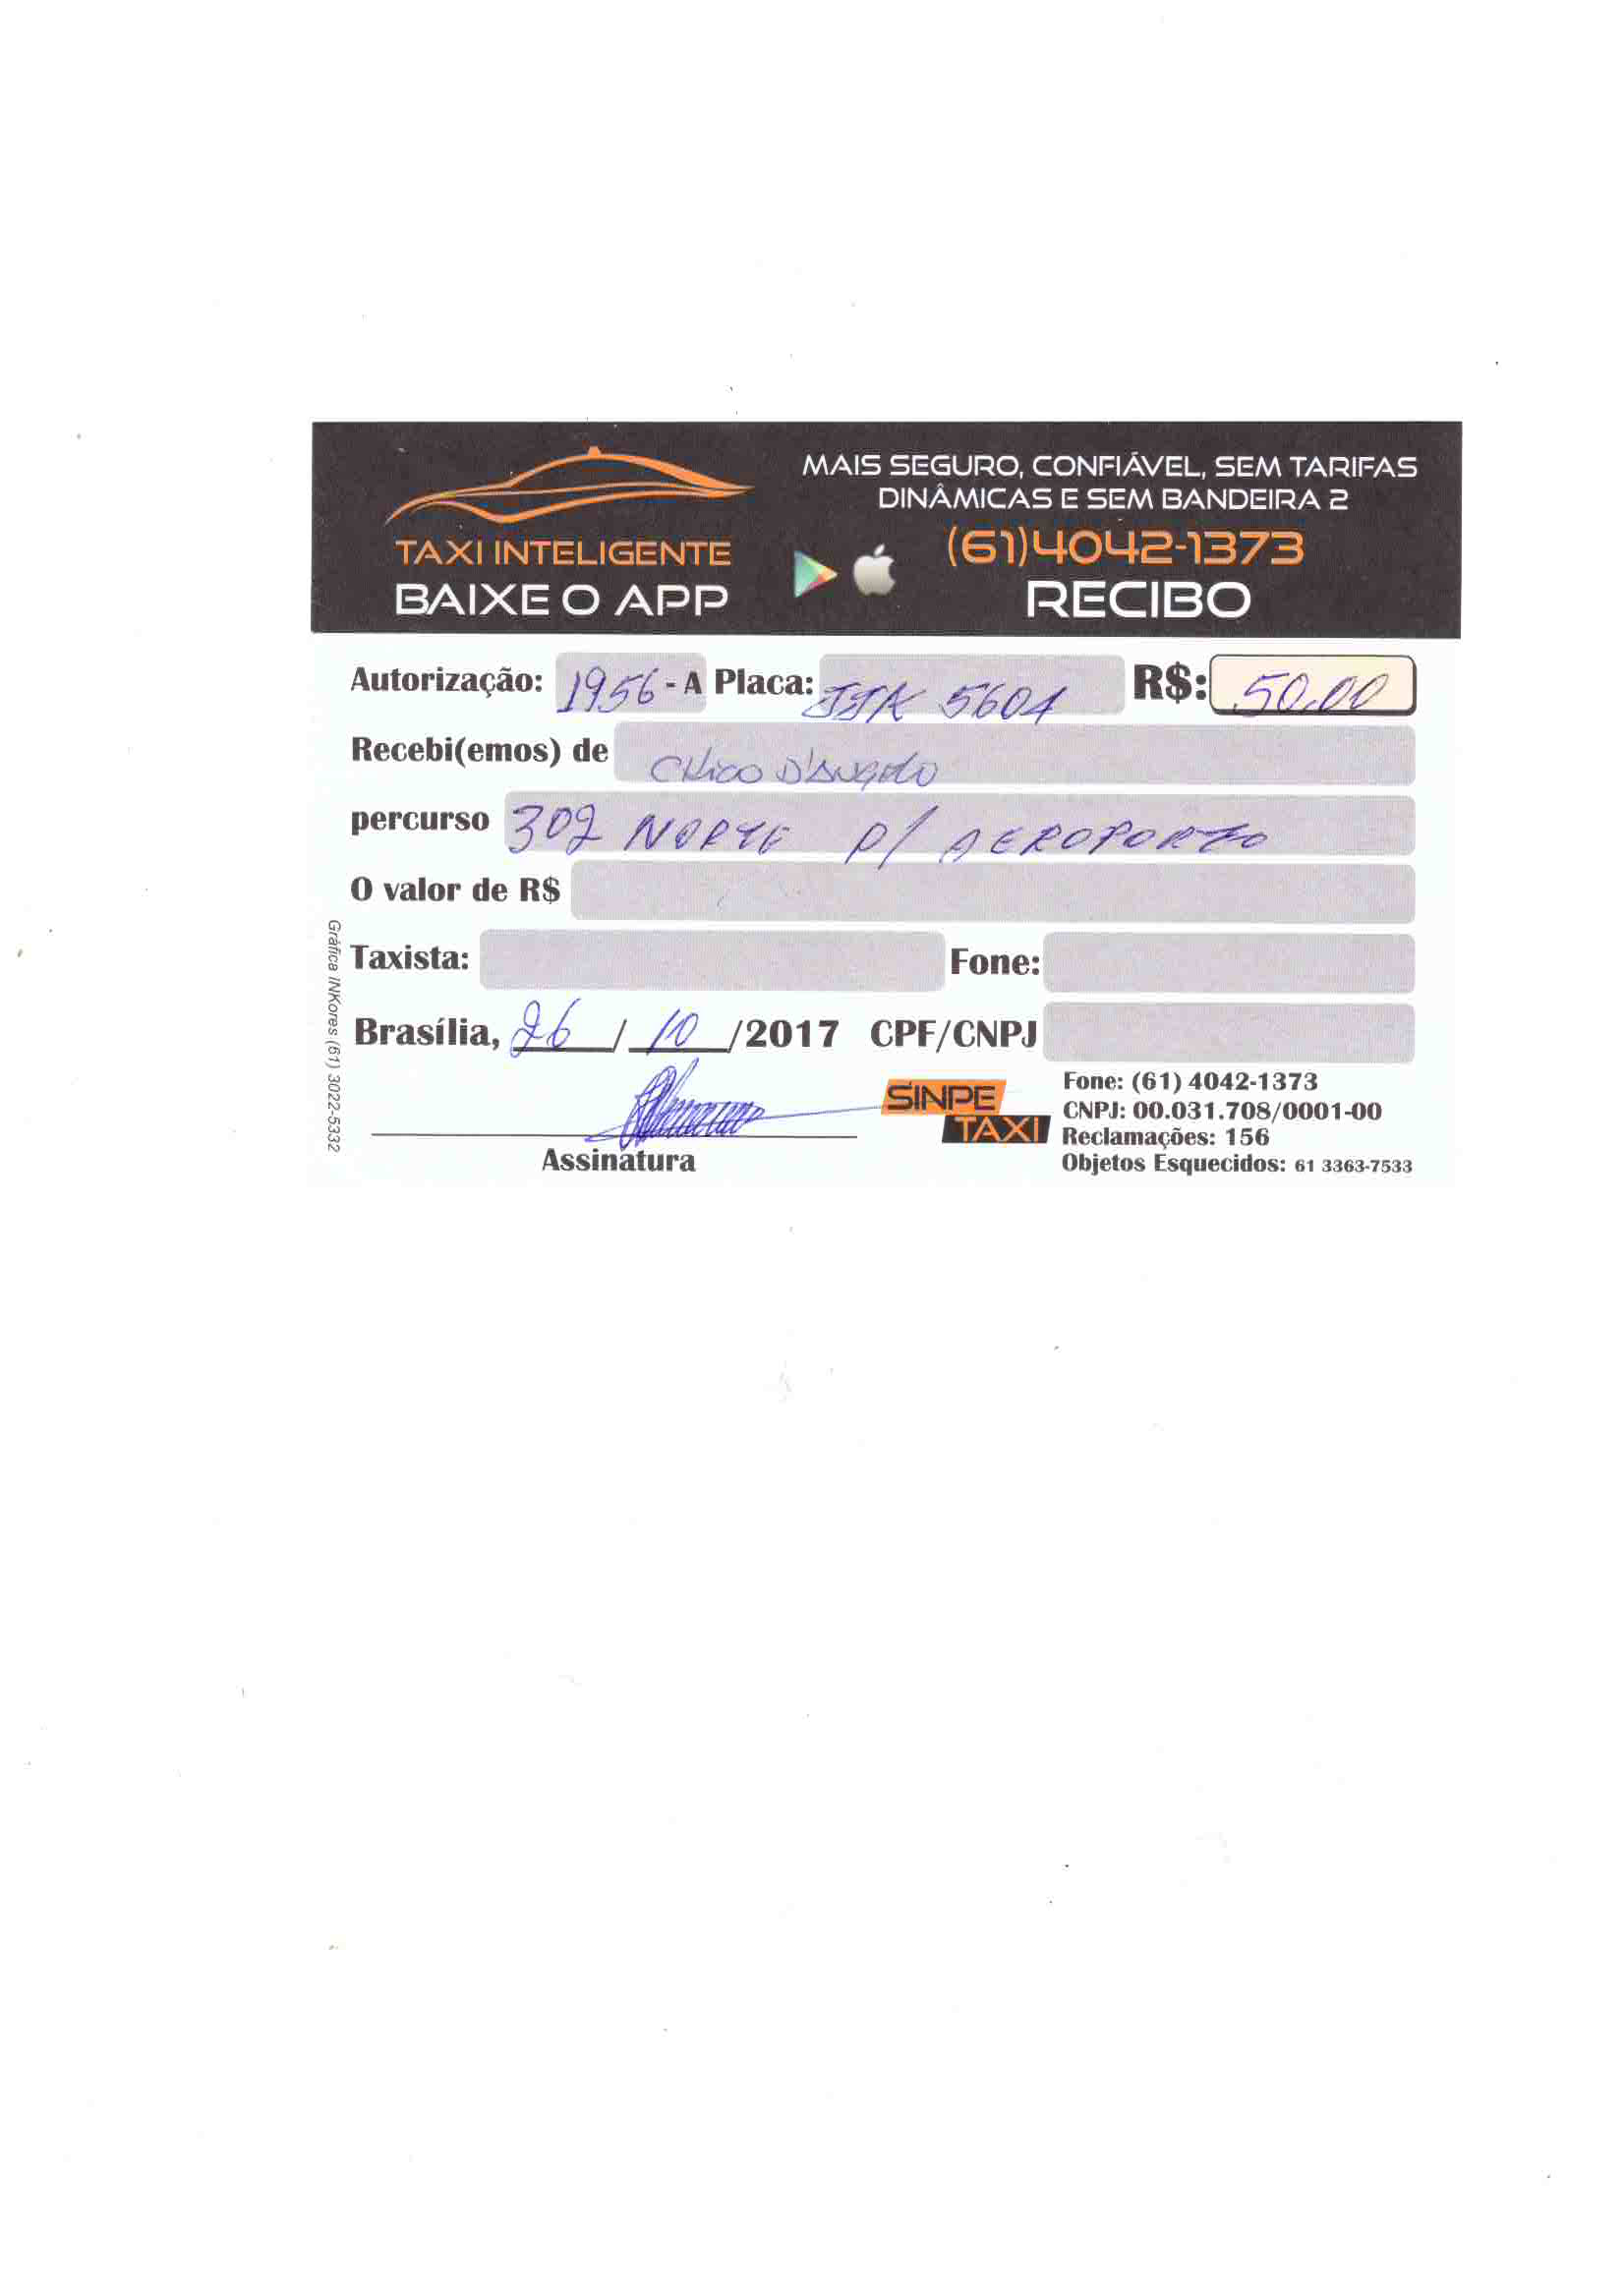 MAIS SEGURO, CONFIÁVEL, SEM TARIFAS
DINÂMICAS E SEM BANDEIRA 2
TAXI INTELIGENTE
BAIXE O APP
(61)4042-1373
RECIBO
Autorização: 1956 - A Placa: JJK 5601 R$: 50,00
Recebi(emos) de Chico D'Angelo
percurso 302 NORTE P/ AEROPORTO
O valor de R$
Taxista: Fone:
Brasília, 26 / 10 /2017 CPF/CNPJ
Assinatura
SINPE
TAXI
Fone: (61) 4042-1373
CNPJ: 00.031.708/0001-00
Reclamações: 156
Objetos Esquecidos: 61 3363-7533
Gráfica INKores (61) 3022-5332